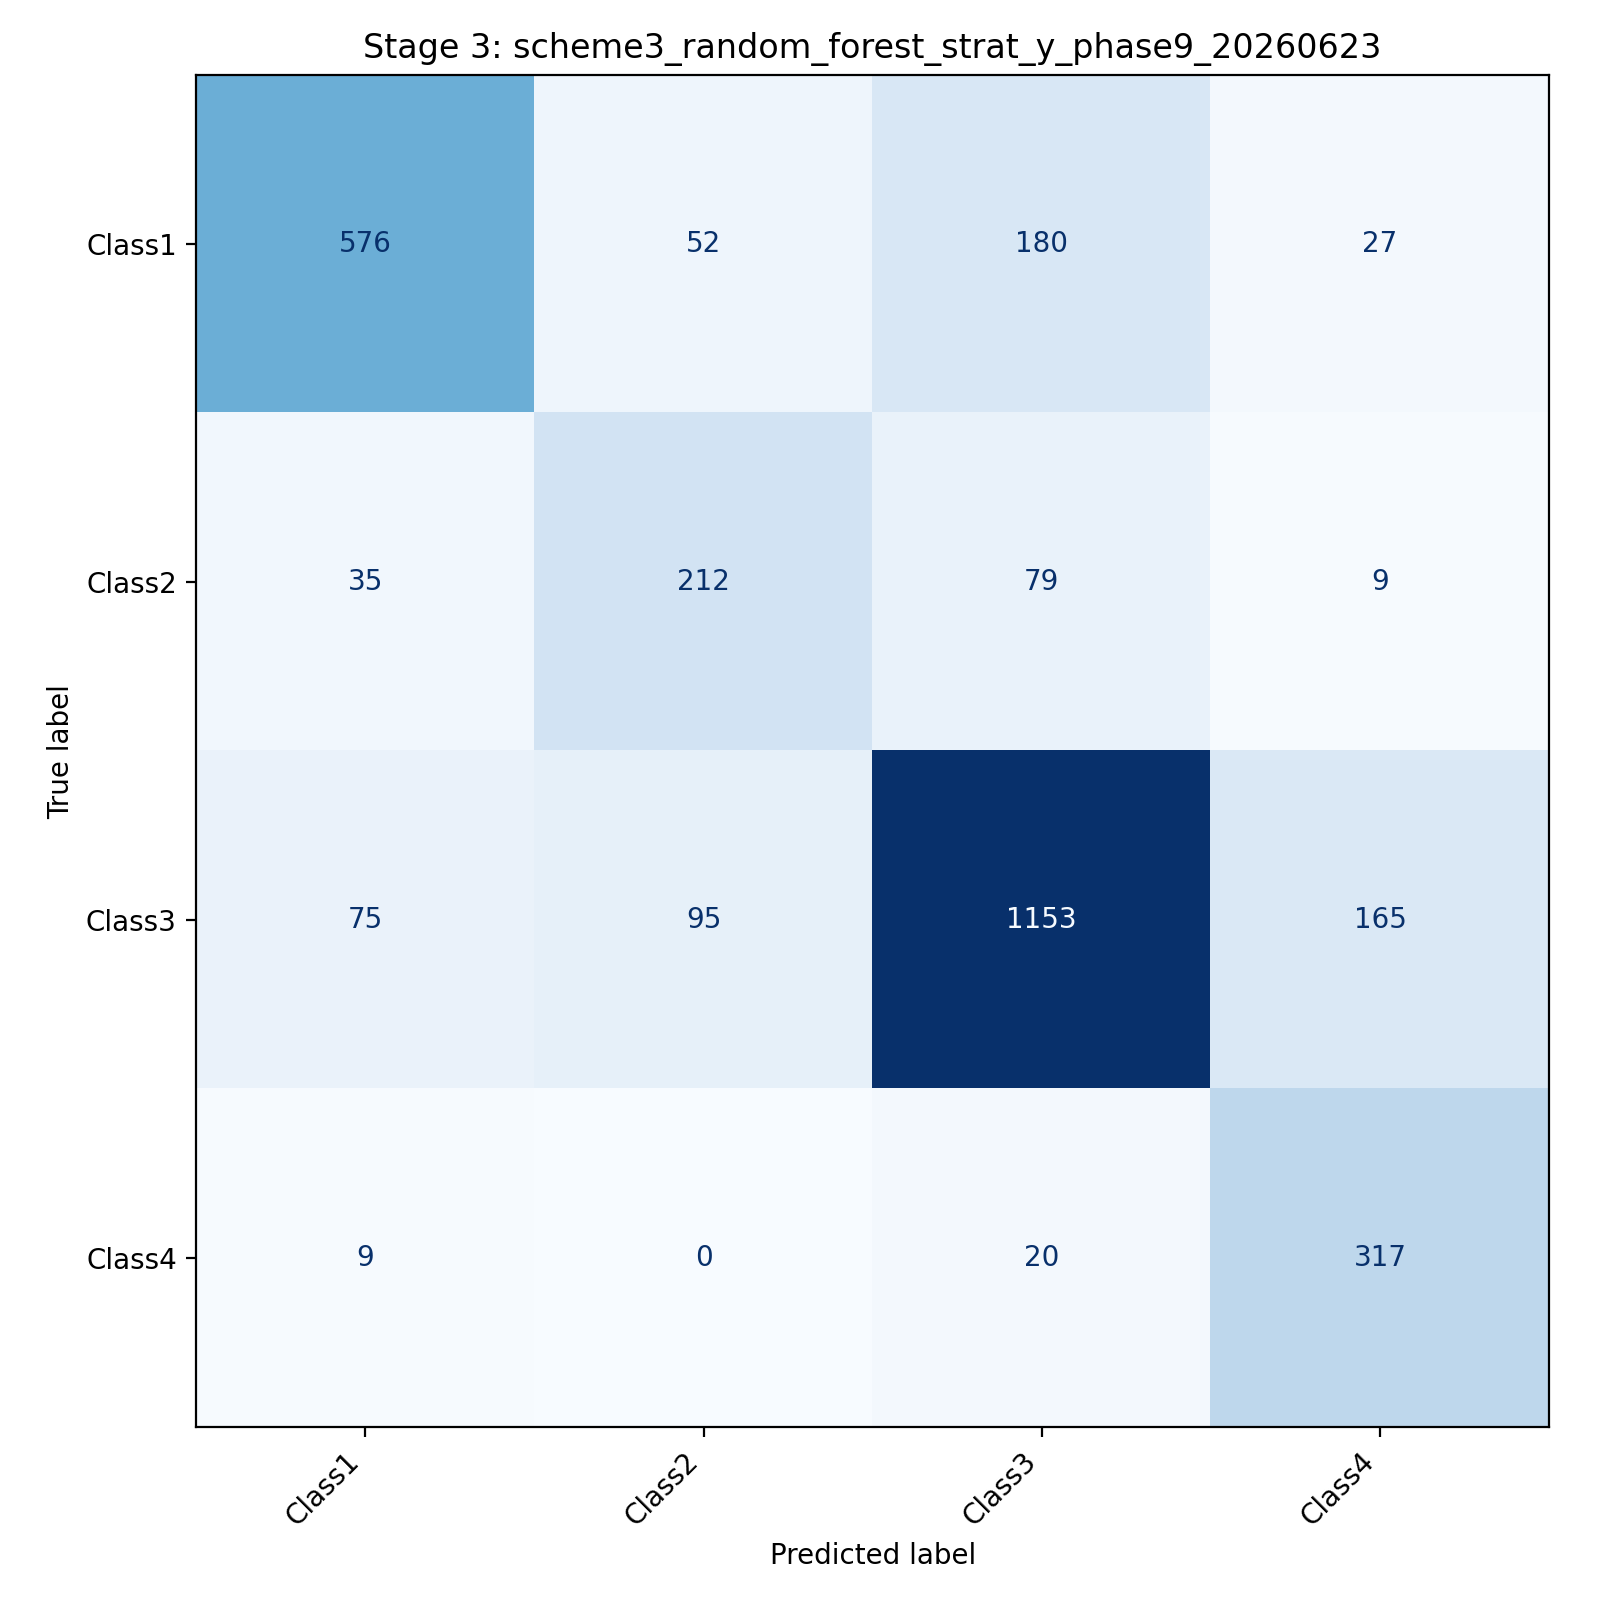 Stage 3: scheme3_random_forest_strat_y_phase9_20260623
Class1 576 52 180 27
Class2 35 212 79 9
Class3 75 95 1153 165
Class4 9 0 20 317
True label
Class1 Class2 Class3 Class4
Predicted label